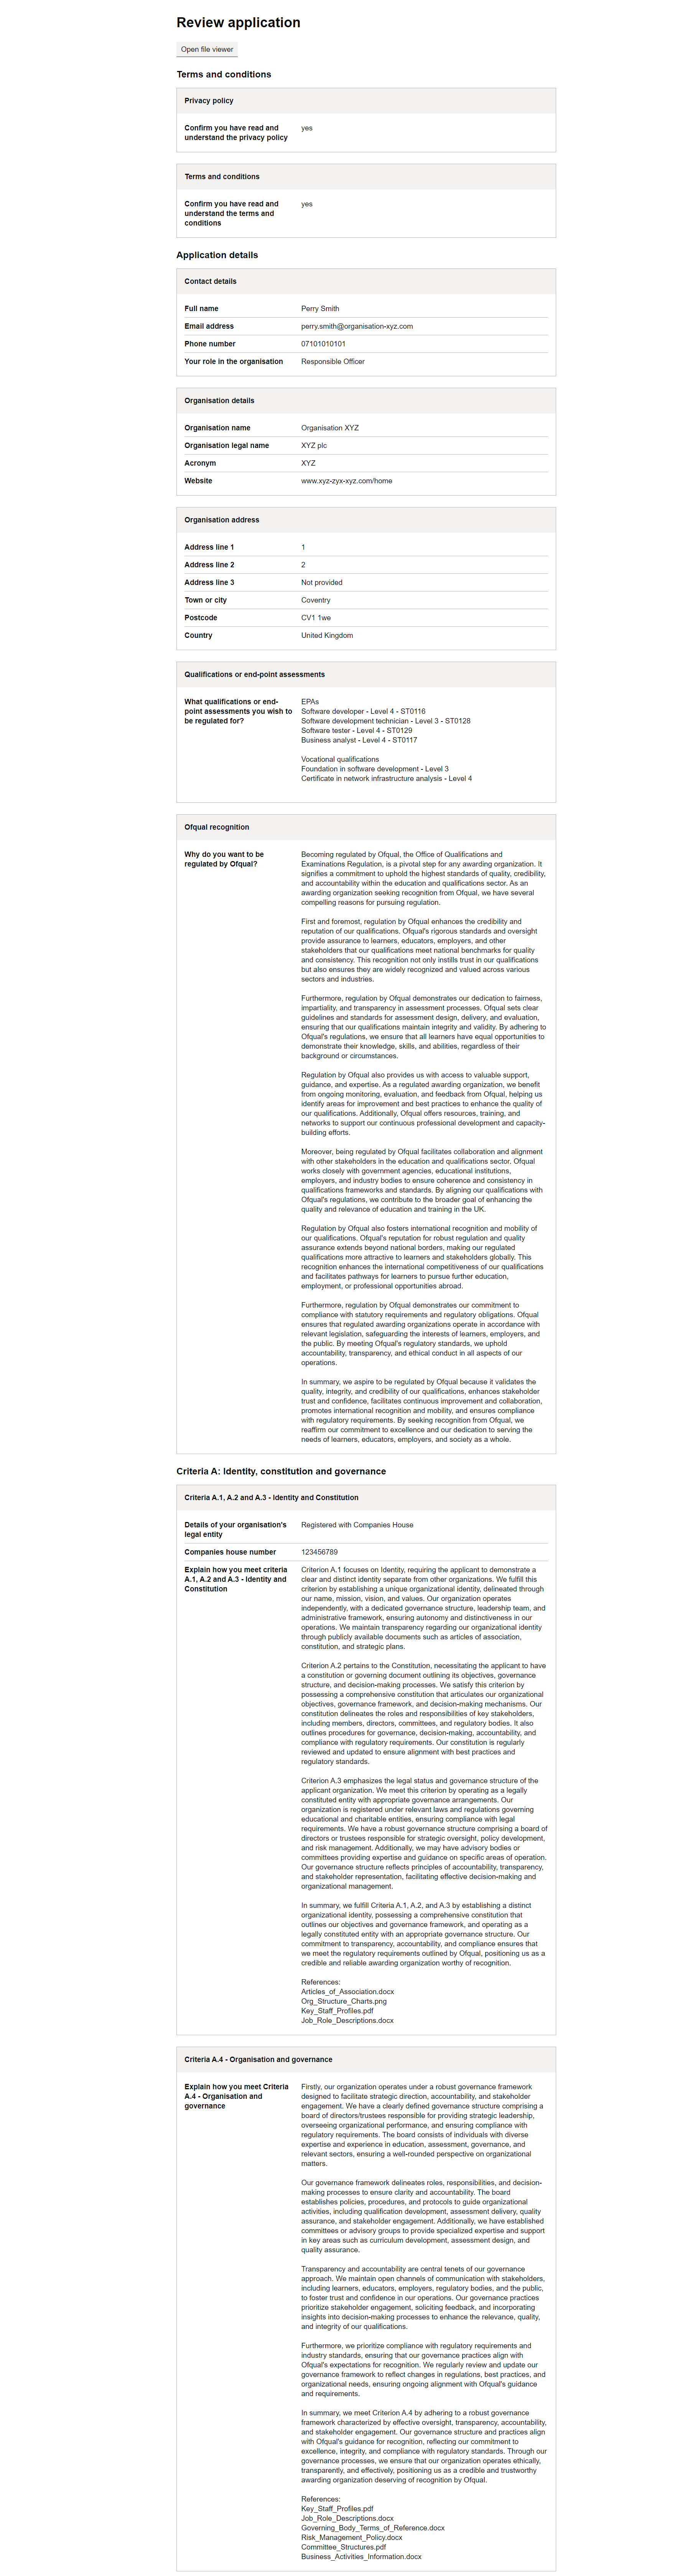 Review application
Open file viewer
Terms and conditions
Privacy policy
Confirm you have read and
understand the privacy policy
yes
Terms and conditions
Confirm you have read and
understand the terms and
conditions
yes
Application details
Contact details
Full name
Perry Smith
Email address
perry.smith@organisation-xyz.com
Phone number
07101010101
Your role in the organisation
Responsible Officer
Organisation details
Organisation name
Organisation XYZ
Organisation legal name
XYZ plc
Acronym
XYZ
Website
www.xyz-zyx-xyz.com/home
Organisation address
Address line 1
1
Address line 2
2
Address line 3
Not provided
Town or city
Coventry
Postcode
CV1 1we
Country
United Kingdom
Qualifications or end-point assessments
What qualifications or end-
point assessments you wish to
be regulated for?
EPAs
Software developer - Level 4 - ST0116
Software development technician - Level 3 - ST0128
Software tester - Level 4 - ST0129
Business analyst - Level 4 - ST0117
Vocational qualifications
Foundation in software development - Level 3
Certificate in network infrastructure analysis - Level 4
Ofqual recognition
Why do you want to be
regulated by Ofqual?
Becoming regulated by Ofqual, the Office of Qualifications and
Examinations Regulation, is a pivotal step for any awarding organization. It
signifies a commitment to uphold the highest standards of quality, credibility,
and accountability within the education and qualifications sector. As an
awarding organization seeking recognition from Ofqual, we have several
compelling reasons for pursuing regulation.
First and foremost, regulation by Ofqual enhances the credibility and
reputation of our qualifications. Ofqual's rigorous standards and oversight
provide assurance to learners, educators, employers, and other
stakeholders that our qualifications meet national benchmarks for quality
and consistency. This recognition not only instills trust in our qualifications
but also ensures they are widely recognized and valued across various
sectors and industries.
Furthermore, regulation by Ofqual demonstrates our dedication to fairness,
impartiality, and transparency in assessment processes. Ofqual sets clear
guidelines and standards for assessment design, delivery, and evaluation,
ensuring that our qualifications maintain integrity and validity. By adhering to
Ofqual's regulations, we ensure that all learners have equal opportunities to
demonstrate their knowledge, skills, and abilities, regardless of their
background or circumstances.
Regulation by Ofqual also provides us with access to valuable support,
guidance, and expertise. As a regulated awarding organization, we benefit
from ongoing monitoring, evaluation, and feedback from Ofqual, helping us
identify areas for improvement and best practices to enhance the quality of
our qualifications. Additionally, Ofqual offers resources, training, and
networks to support our continuous professional development and capacity-
building efforts.
Moreover, being regulated by Ofqual facilitates collaboration and alignment
with other stakeholders in the education and qualifications sector. Ofqual
works closely with government agencies, educational institutions,
employers, and industry bodies to ensure coherence and consistency in
qualifications frameworks and standards. By aligning our qualifications with
Ofqual's regulations, we contribute to the broader goal of enhancing the
quality and relevance of education and training in the UK.
Regulation by Ofqual also fosters international recognition and mobility of
our qualifications. Ofqual's reputation for robust regulation and quality
assurance extends beyond national borders, making our regulated
qualifications more attractive to learners and stakeholders globally. This
recognition enhances the international competitiveness of our qualifications
and facilitates pathways for learners to pursue further education,
employment, or professional opportunities abroad.
Furthermore, regulation by Ofqual demonstrates our commitment to
compliance with statutory requirements and regulatory obligations. Ofqual
ensures that regulated awarding organizations operate in accordance with
relevant legislation, safeguarding the interests of learners, employers, and
the public. By meeting Ofqual's regulatory standards, we uphold
accountability, transparency, and ethical conduct in all aspects of our
operations.
In summary, we aspire to be regulated by Ofqual because it validates the
quality, integrity, and credibility of our qualifications, enhances stakeholder
trust and confidence, facilitates continuous improvement and collaboration,
promotes international recognition and mobility, and ensures compliance
with regulatory requirements. By seeking recognition from Ofqual, we
reaffirm our commitment to excellence and our dedication to serving the
needs of learners, educators, employers, and society as a whole.
Criteria A: Identity, constitution and governance
Criteria A.1, A.2 and A.3 - Identity and Constitution
Details of your organisation's
legal entity
Registered with Companies House
Companies house number
123456789
Explain how you meet criteria
A.1, A.2 and A.3 - Identity and
Constitution
Criterion A.1 focuses on Identity, requiring the applicant to demonstrate a
clear and distinct identity separate from other organizations. We fulfill this
criterion by establishing a unique organizational identity, delineated through
our name, mission, vision, and values. Our organization operates
independently, with a dedicated governance structure, leadership team, and
administrative framework, ensuring autonomy and distinctiveness in our
operations. We maintain transparency regarding our organizational identity
through publicly available documents such as articles of association,
constitution, and strategic plans.
Criterion A.2 pertains to the Constitution, necessitating the applicant to have
a constitution or governing document outlining its objectives, governance
structure, and decision-making processes. We satisfy this criterion by
possessing a comprehensive constitution that articulates our organizational
objectives, governance framework, and decision-making mechanisms. Our
constitution delineates the roles and responsibilities of key stakeholders,
including members, directors, committees, and regulatory bodies. It also
outlines procedures for governance, decision-making, accountability, and
compliance with regulatory requirements. Our constitution is regularly
reviewed and updated to ensure alignment with best practices and
regulatory standards.
Criterion A.3 emphasizes the legal status and governance structure of the
applicant organization. We meet this criterion by operating as a legally
constituted entity with appropriate governance arrangements. Our
organization is registered under relevant laws and regulations governing
educational and charitable entities, ensuring compliance with legal
requirements. We have a robust governance structure comprising a board of
directors or trustees responsible for strategic oversight, policy development,
and risk management. Additionally, we may have advisory bodies or
committees providing expertise and guidance on specific areas of operation.
Our governance structure reflects principles of accountability, transparency,
and stakeholder representation, facilitating effective decision-making and
organizational management.
In summary, we fulfill Criteria A.1, A.2, and A.3 by establishing a distinct
organizational identity, possessing a comprehensive constitution that
outlines our objectives and governance framework, and operating as a
legally constituted entity with an appropriate governance structure. Our
commitment to transparency, accountability, and compliance ensures that
we meet the regulatory requirements outlined by Ofqual, positioning us as a
credible and reliable awarding organization worthy of recognition.
References:
Articles_of_Association.docx
Org_Structure_Charts.png
Key_Staff_Profiles.pdf
Job_Role_Descriptions.docx
Criteria A.4 - Organisation and governance
Explain how you meet Criteria
A.4 - Organisation and
governance
Firstly, our organization operates under a robust governance framework
designed to facilitate strategic direction, accountability, and stakeholder
engagement. We have a clearly defined governance structure comprising a
board of directors/trustees responsible for providing strategic leadership,
overseeing organizational performance, and ensuring compliance with
regulatory requirements. The board consists of individuals with diverse
expertise and experience in education, assessment, governance, and
relevant sectors, ensuring a well-rounded perspective on organizational
matters.
Our governance framework delineates roles, responsibilities, and decision-
making processes to ensure clarity and accountability. The board
establishes policies, procedures, and protocols to guide organizational
activities, including qualification development, assessment delivery, quality
assurance, and stakeholder engagement. Additionally, we have established
committees or advisory groups to provide specialized expertise and support
in key areas such as curriculum development, assessment design, and
quality assurance.
Transparency and accountability are central tenets of our governance
approach. We maintain open channels of communication with stakeholders,
including learners, educators, employers, regulatory bodies, and the public,
to foster trust and confidence in our operations. Our governance practices
prioritize stakeholder engagement, soliciting feedback, and incorporating
insights into decision-making processes to enhance the relevance, quality,
and integrity of our qualifications.
Furthermore, we prioritize compliance with regulatory requirements and
industry standards, ensuring that our governance practices align with
Ofqual's expectations for recognition. We regularly review and update our
governance framework to reflect changes in regulations, best practices, and
organizational needs, ensuring ongoing alignment with Ofqual's guidance
and requirements.
In summary, we meet Criterion A.4 by adhering to a robust governance
framework characterized by effective oversight, transparency, accountability,
and stakeholder engagement. Our governance structure and practices align
with Ofqual's guidance for recognition, reflecting our commitment to
excellence, integrity, and compliance with regulatory standards. Through our
governance processes, we ensure that our organization operates ethically,
transparently, and effectively, positioning us as a credible and trustworthy
awarding organization deserving of recognition by Ofqual.
References:
Key_Staff_Profiles.pdf
Job_Role_Descriptions.docx
Governing_Body_Terms_of_Reference.docx
Risk_Management_Policy.docx
Committee_Structures.pdf
Business_Activities_Information.docx